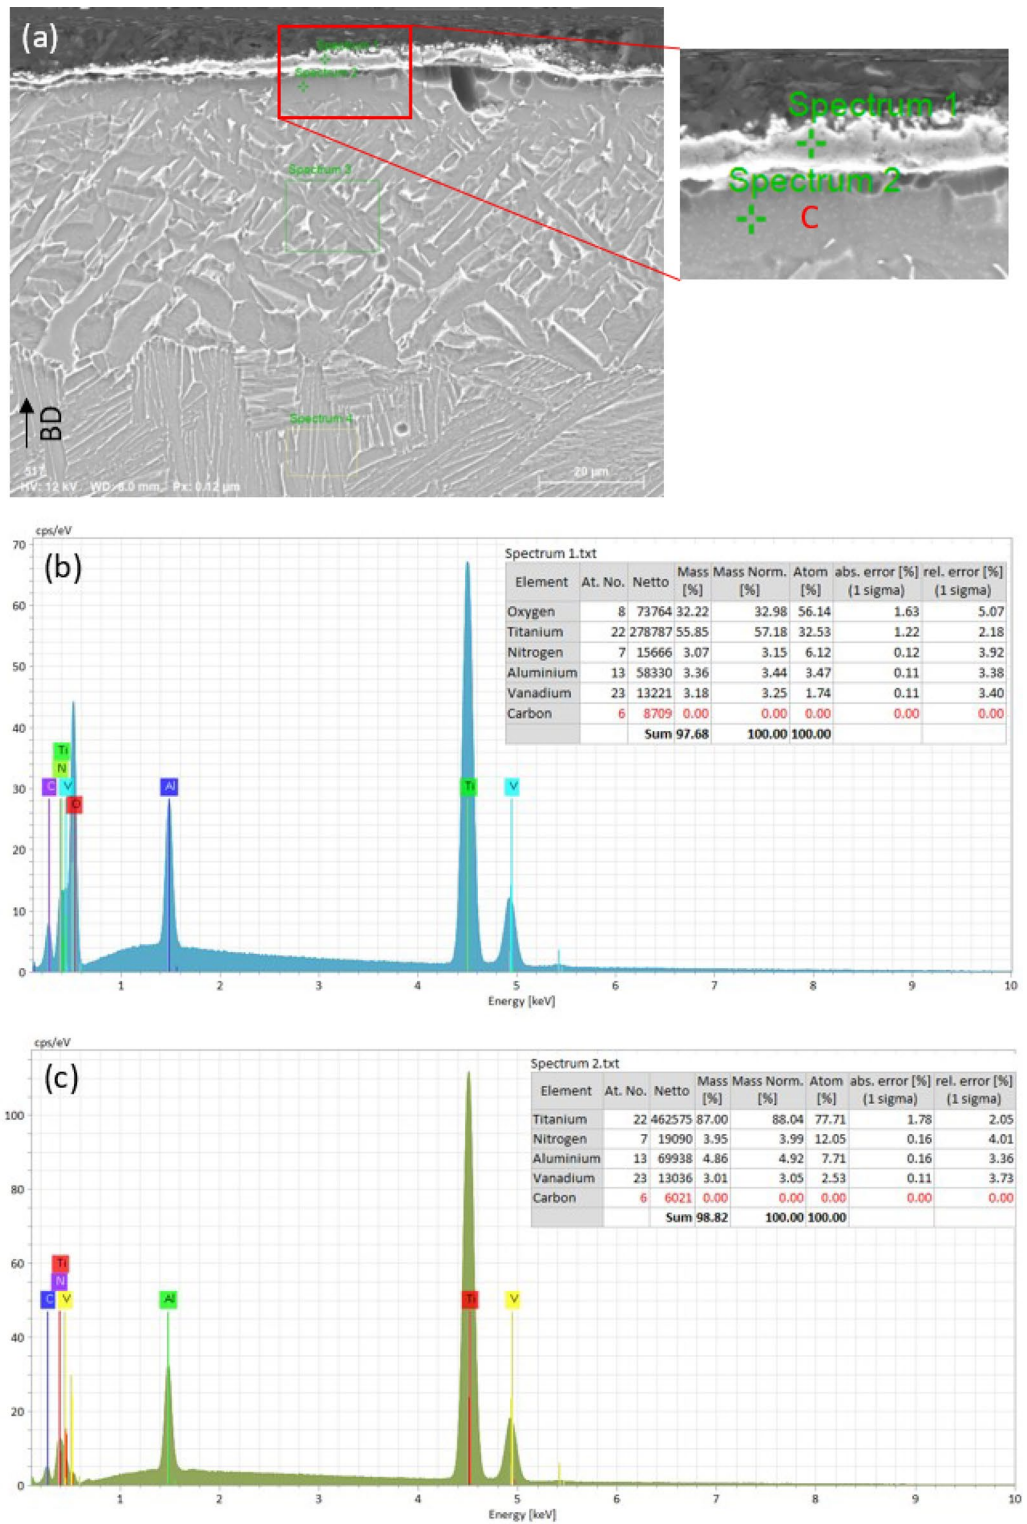 (a)
Spectrum 2
Spectrum 3
Spectrum 4
BD
HV: 12 kV WD: 8.0 mm Px: 0.12 µm
20 µm
Spectrum 1
Spectrum 2
C
cps/eV
(b)
Spectrum 1.txt
Element At. No. Netto Mass [%] Mass Norm. [%] Atom [%] abs. error [%] (1 sigma) rel. error [%] (1 sigma)
Oxygen 8 73764 32.22 32.98 56.14 1.63 5.07
Titanium 22 278787 55.85 57.18 32.53 1.22 2.18
Nitrogen 7 15666 3.07 3.15 6.12 0.12 3.92
Aluminium 13 58330 3.36 3.44 3.47 0.11 3.38
Vanadium 23 13221 3.18 3.25 1.74 0.11 3.40
Carbon 6 8709 0.00 0.00 0.00 0.00 0.00
Sum 97.68 100.00 100.00
70
60
50
40
30
20
10
0
Ti
N
C V Al Ti V
O
1 2 3 4 5 6 7 8 9 10
Energy [keV]
cps/eV
(c)
Spectrum 2.txt
Element At. No. Netto Mass [%] Mass Norm. [%] Atom [%] abs. error [%] (1 sigma) rel. error [%] (1 sigma)
Titanium 22 462575 87.00 88.04 77.71 1.78 2.05
Nitrogen 7 19090 3.95 3.99 12.05 0.16 4.01
Aluminium 13 69938 4.86 4.92 7.71 0.16 3.36
Vanadium 23 13036 3.01 3.05 2.53 0.11 3.73
Carbon 6 6021 0.00 0.00 0.00 0.00 0.00
Sum 98.82 100.00 100.00
100
80
60
40
20
0
Ti
N
C V Al Ti V
1 2 3 4 5 6 7 8 9 10
Energy [keV]